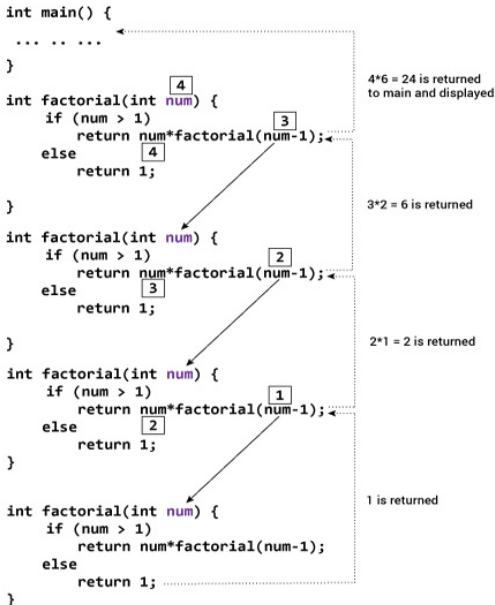 int main() {
... .. ...
}
4*6 = 24 is returned
to main and displayed
4
int factorial(int num) {
if (num > 1)
3
return num*factorial(num-1);
else
4
return 1;
}
3*2 = 6 is returned
int factorial(int num) {
if (num > 1)
2
return num*factorial(num-1);
else
3
return 1;
}
2*1 = 2 is returned
int factorial(int num) {
if (num > 1)
1
return num*factorial(num-1);
else
2
return 1;
}
1 is returned
int factorial(int num) {
if (num > 1)
return num*factorial(num-1);
else
return 1;
}